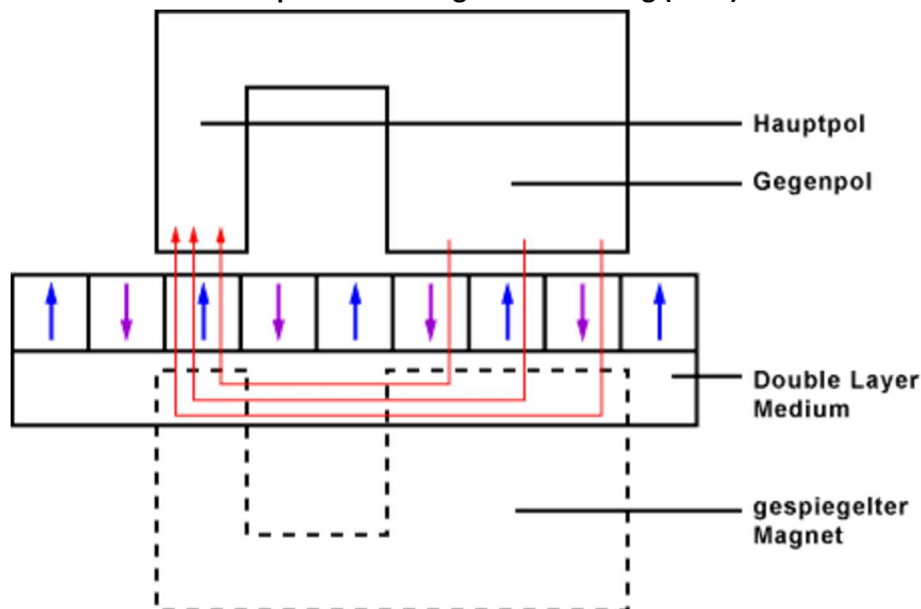 Hauptpol
Gegenpol
Double Layer
Medium
gespiegelter
Magnet